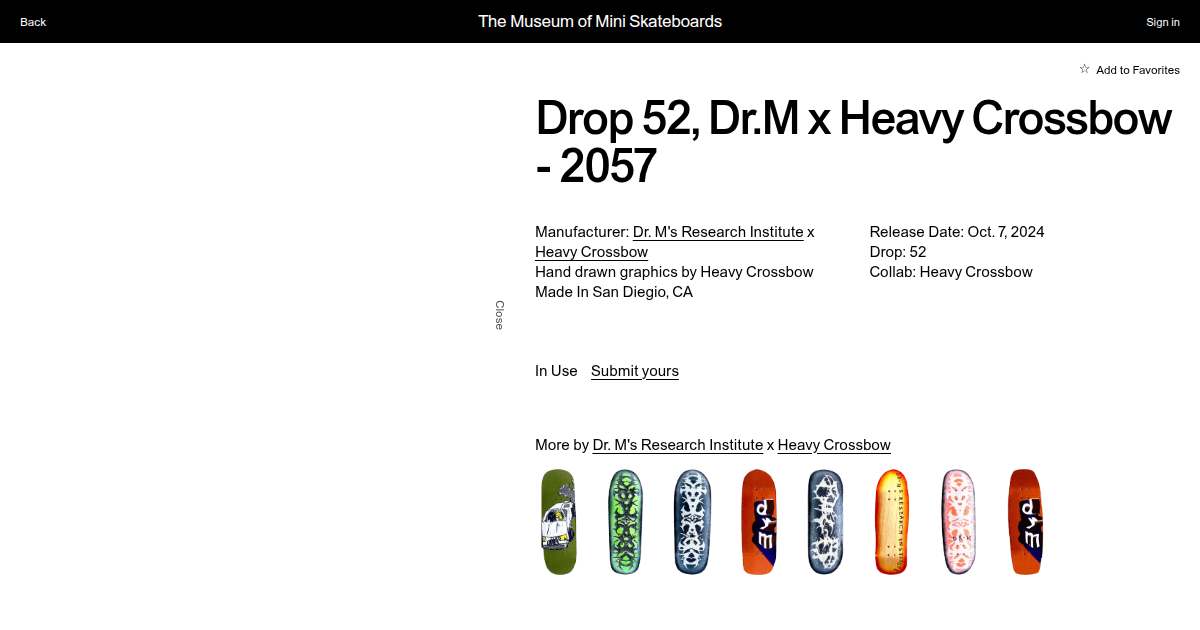 Back
The Museum of Mini Skateboards
Sign in
☆ Add to Favorites
Drop 52, Dr.M x Heavy Crossbow
- 2057
Manufacturer: Dr. M's Research Institute x
Heavy Crossbow
Hand drawn graphics by Heavy Crossbow
Made In San Diegio, CA
Release Date: Oct. 7, 2024
Drop: 52
Collab: Heavy Crossbow
Close
In Use Submit yours
More by Dr. M's Research Institute x Heavy Crossbow